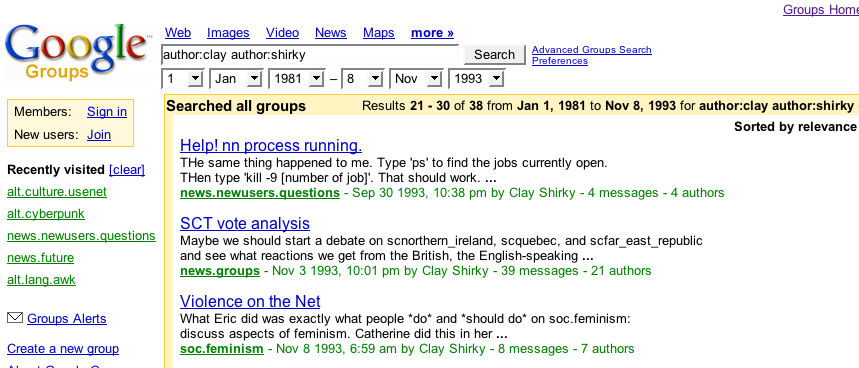 Groups Home
Web Images Video News Maps more »
Google™
Groups
author:clay author:shirky Search Advanced Groups Search
Preferences
1 Jan 1981 – 8 Nov 1993
Members: Sign in
New users: Join
Recently visited [clear]
alt.culture.usenet
alt.cyberpunk
news.newusers.questions
news.future
alt.lang.awk
Groups Alerts
Create a new group
Searched all groups Results 21 - 30 of 38 from Jan 1, 1981 to Nov 8, 1993 for author:clay author:shirky
Sorted by relevance
Help! nn process running.
THe same thing happened to me. Type 'ps' to find the jobs currently open.
THen type 'kill -9 [number of job]'. That should work. ...
news.newusers.questions - Sep 30 1993, 10:38 pm by Clay Shirky - 4 messages - 4 authors
SCT vote analysis
Maybe we should start a debate on scnorthern_ireland, scquebec, and scfar_east_republic
and see what reactions we get from the British, the English-speaking ...
news.groups - Nov 3 1993, 10:01 pm by Clay Shirky - 39 messages - 21 authors
Violence on the Net
What Eric did was exactly what people *do* and *should do* on soc.feminism:
discuss aspects of feminism. Catherine did this in her ...
soc.feminism - Nov 8 1993, 6:59 am by Clay Shirky - 8 messages - 7 authors